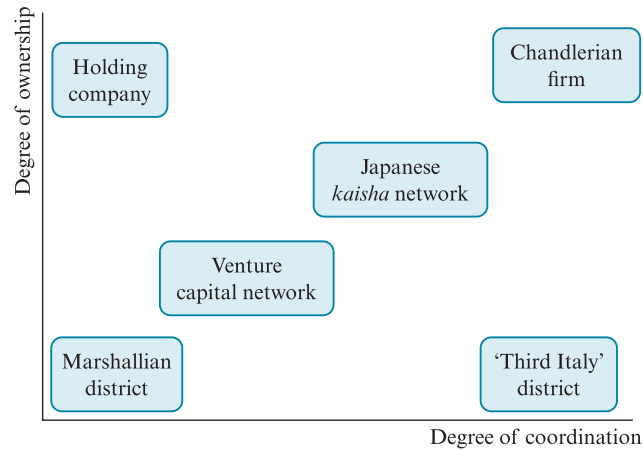 Degree of ownership
Holding
company
Chandlerian
firm
Japanese
kaisha network
Venture
capital network
Marshallian
district
‘Third Italy’
district
Degree of coordination